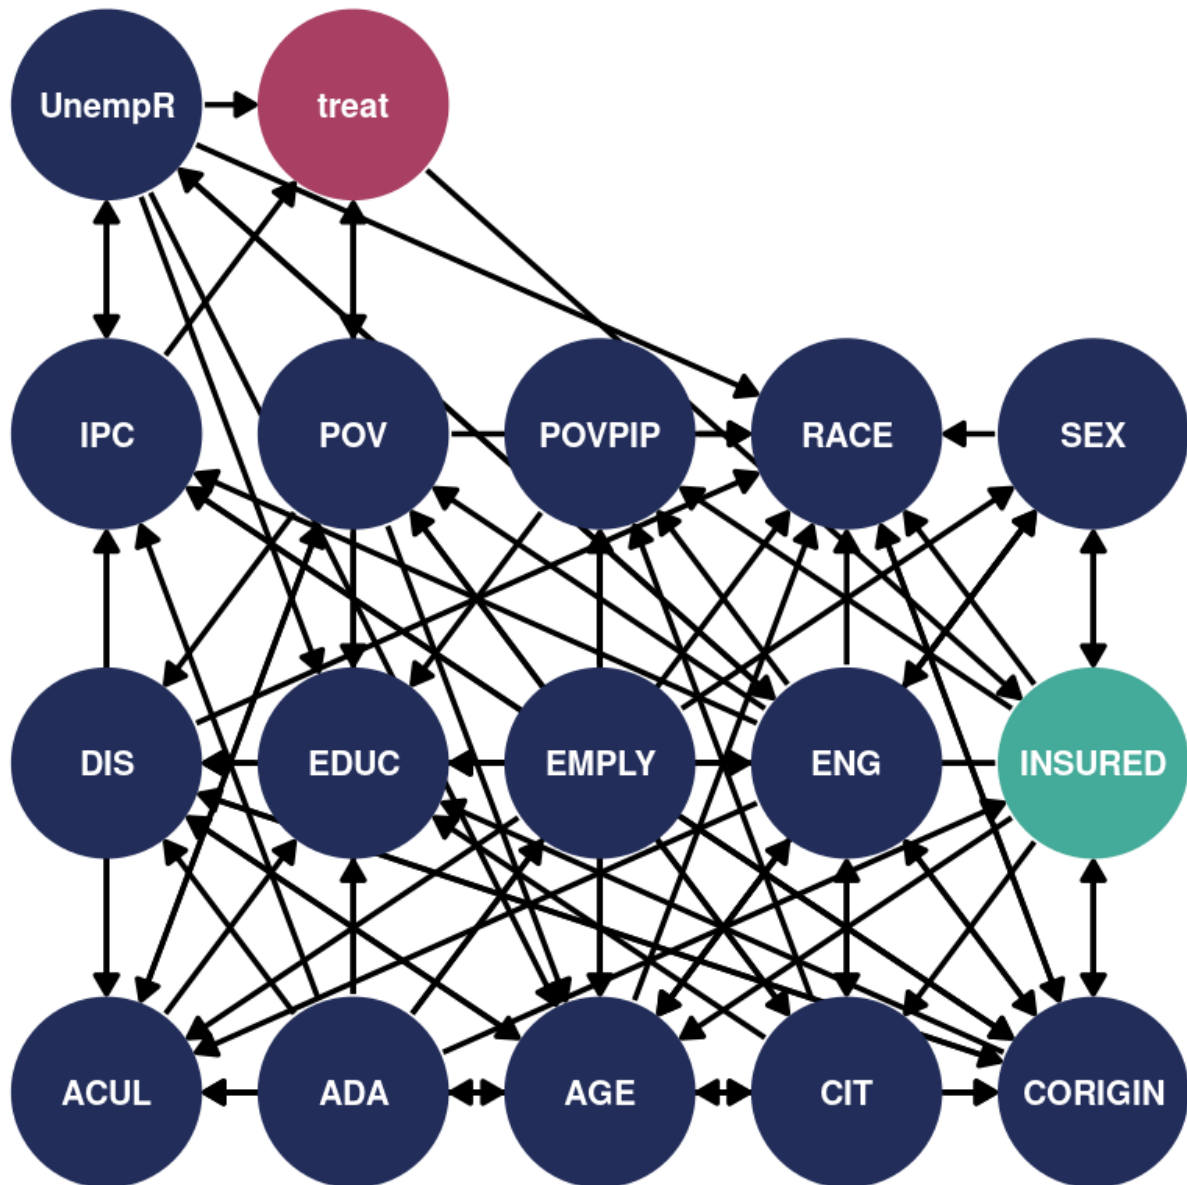 UnempR
treat
IPC
POV
POVPIP
RACE
SEX
DIS
EDUC
EMPLY
ENG
INSURED
ACUL
ADA
AGE
CIT
CORIGIN